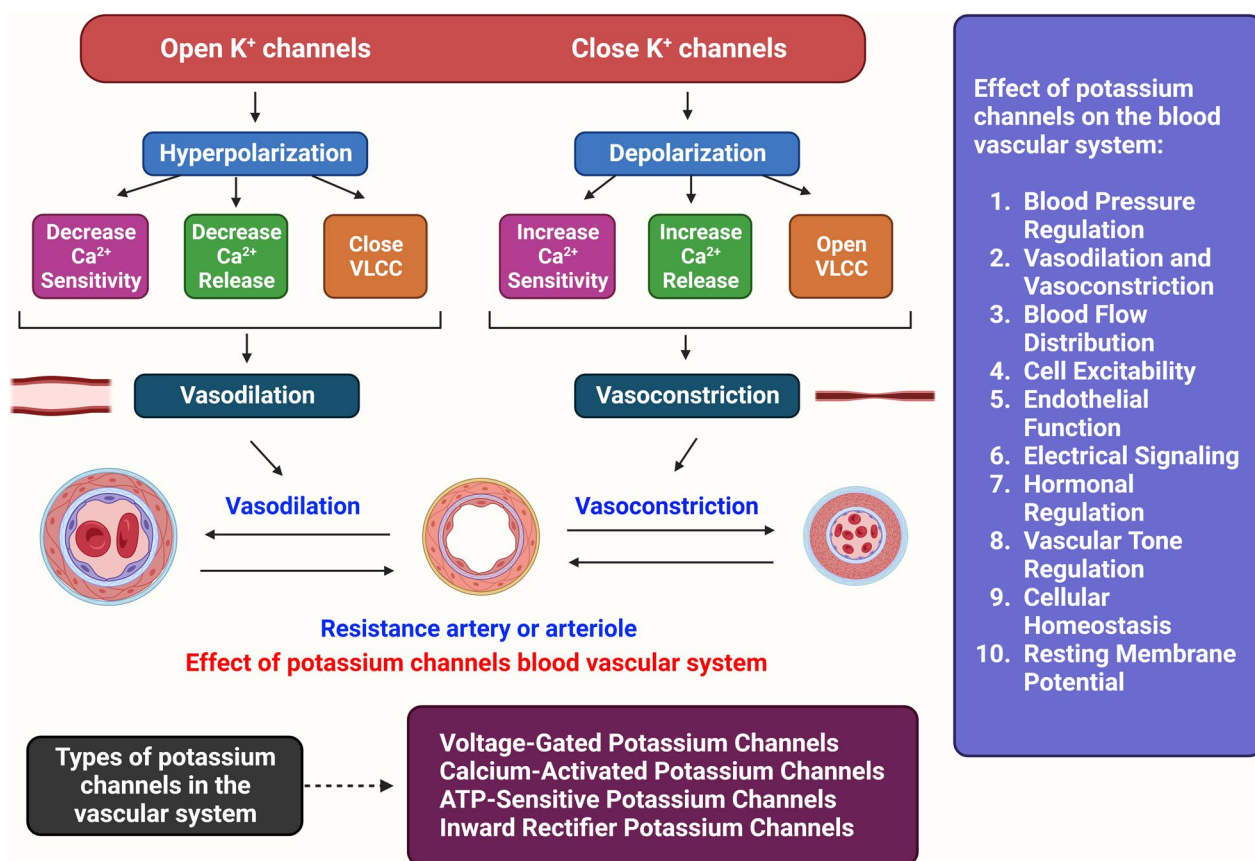 Open K⁺ channels
Close K⁺ channels
Hyperpolarization
Depolarization
Decrease
Ca²⁺
Sensitivity
Decrease
Ca²⁺
Release
Close
VLCC
Increase
Ca²⁺
Sensitivity
Increase
Ca²⁺
Release
Open
VLCC
Vasodilation
Vasoconstriction
Vasodilation
Vasoconstriction
Resistance artery or arteriole
Effect of potassium channels blood vascular system
Types of potassium
channels in the
vascular system
Voltage-Gated Potassium Channels
Calcium-Activated Potassium Channels
ATP-Sensitive Potassium Channels
Inward Rectifier Potassium Channels
Effect of potassium
channels on the blood
vascular system:
1. Blood Pressure
Regulation
2. Vasodilation and
Vasoconstriction
3. Blood Flow
Distribution
4. Cell Excitability
5. Endothelial
Function
6. Electrical Signaling
7. Hormonal
Regulation
8. Vascular Tone
Regulation
9. Cellular
Homeostasis
10. Resting Membrane
Potential